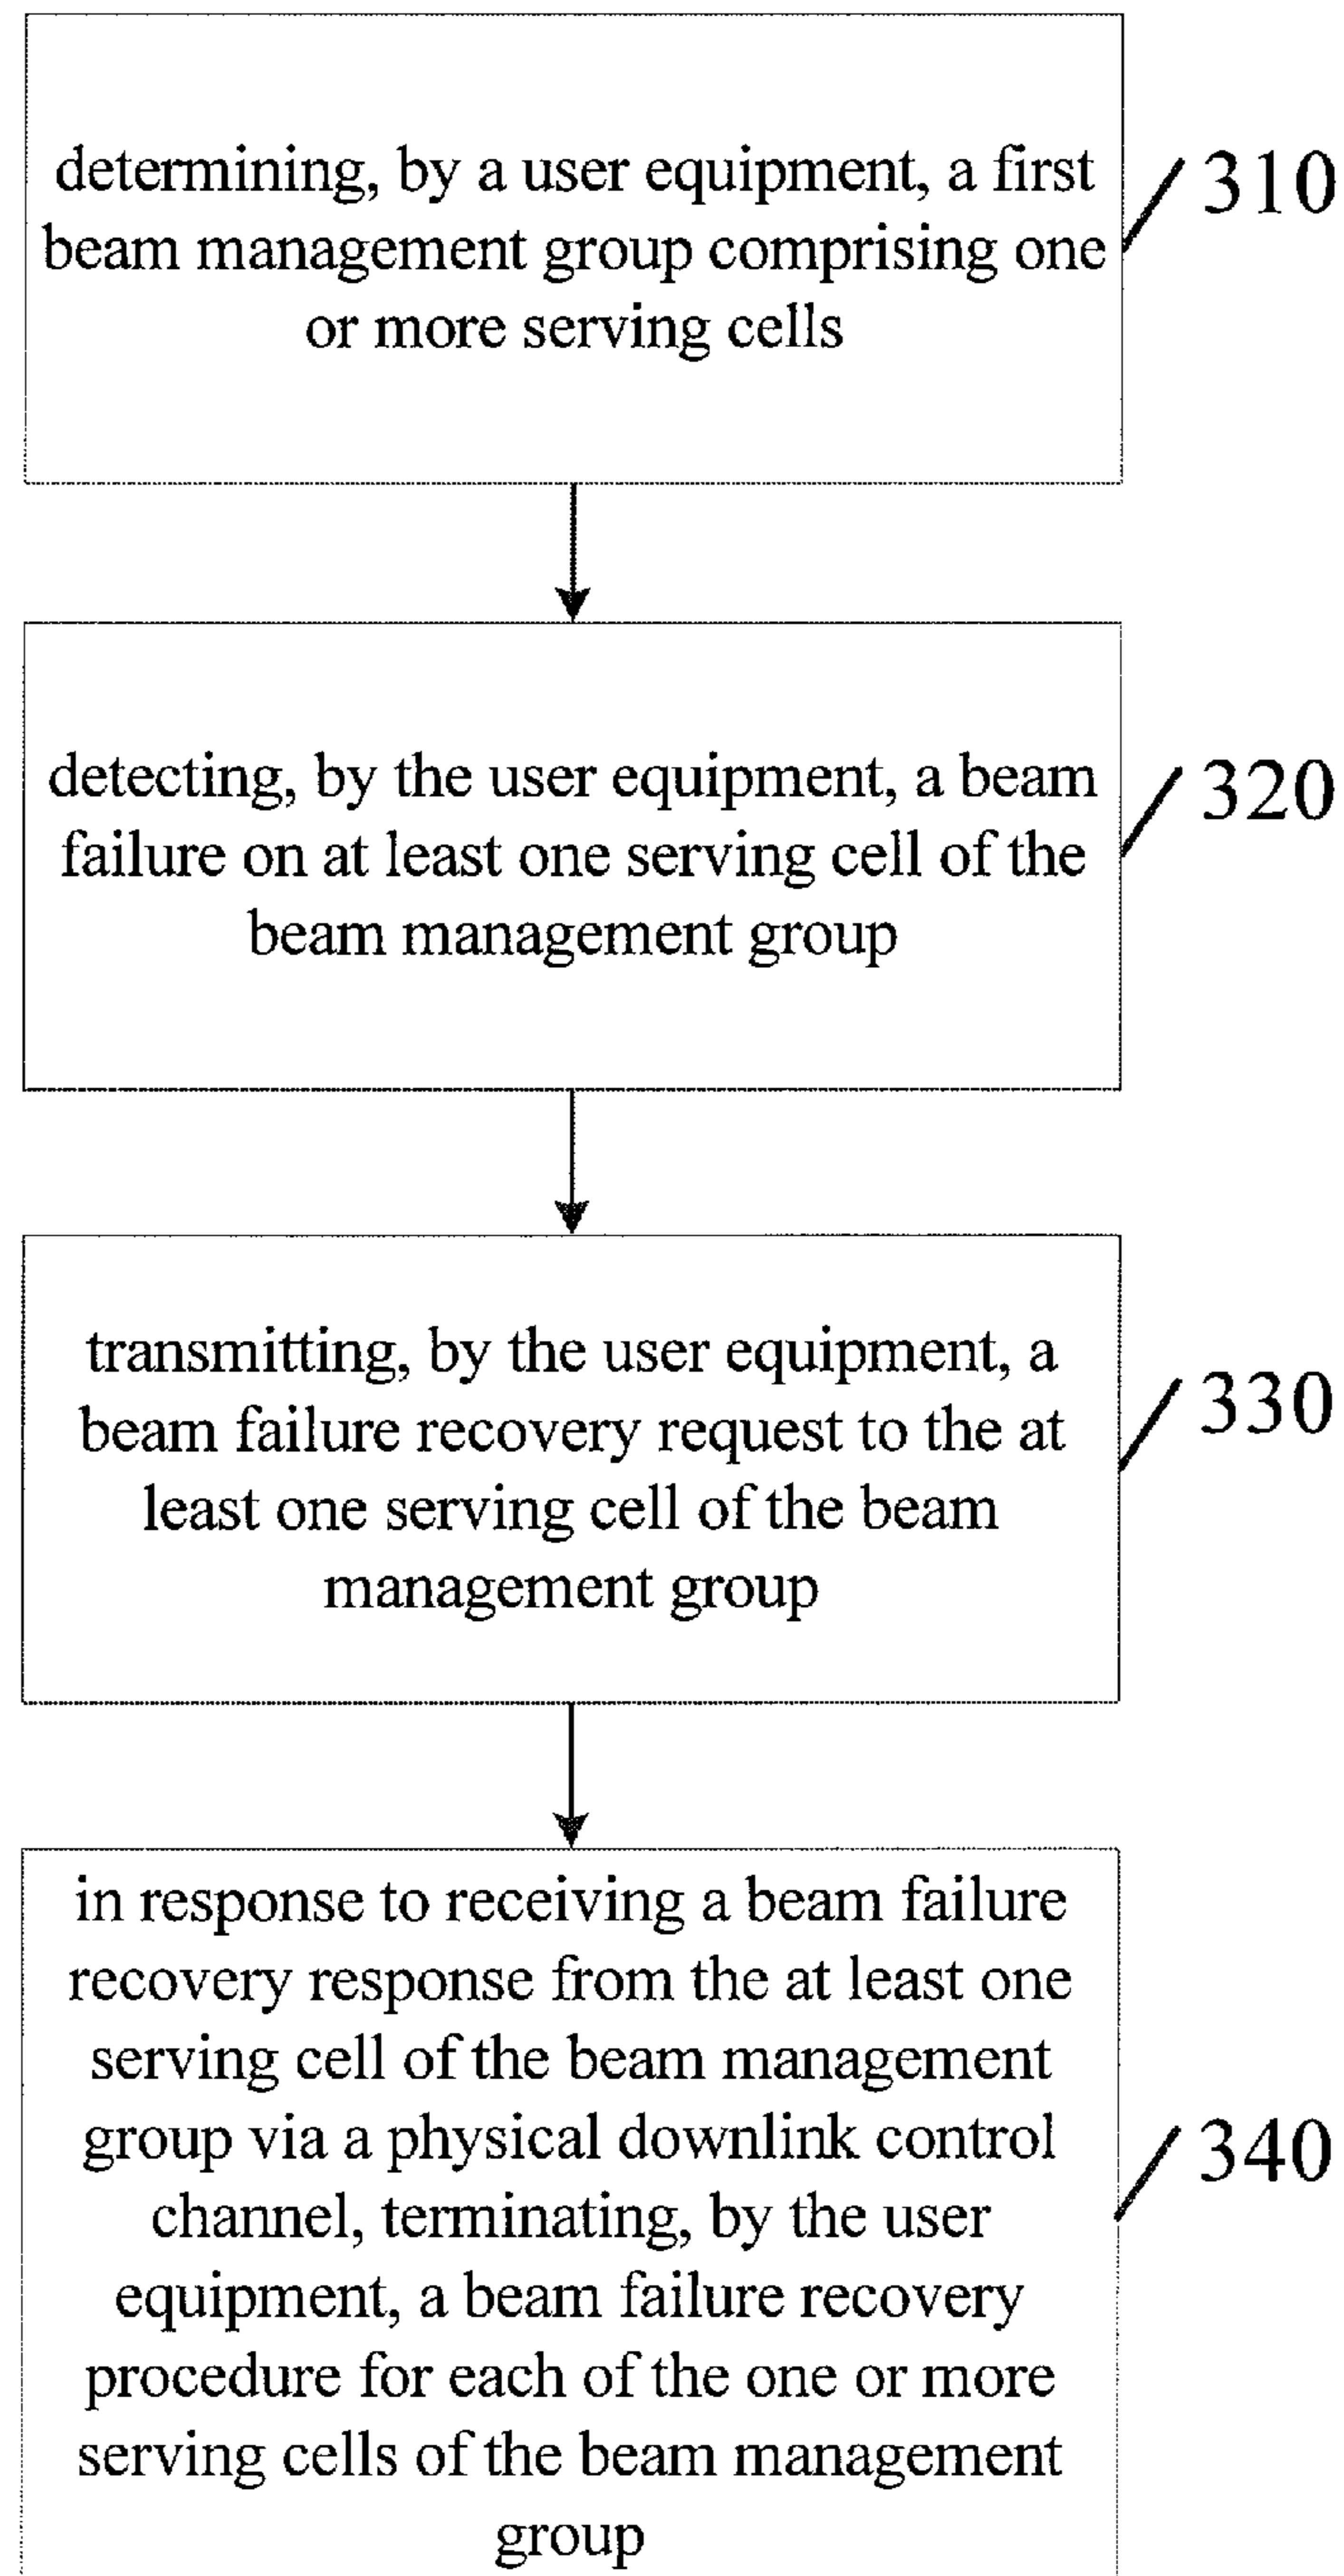 determining, by a user equipment, a first
beam management group comprising one
or more serving cells
310
detecting, by the user equipment, a beam
failure on at least one serving cell of the
beam management group
320
transmitting, by the user equipment, a
beam failure recovery request to the at
least one serving cell of the beam
management group
330
in response to receiving a beam failure
recovery response from the at least one
serving cell of the beam management
group via a physical downlink control
channel, terminating, by the user
equipment, a beam failure recovery
procedure for each of the one or more
serving cells of the beam management
group
340